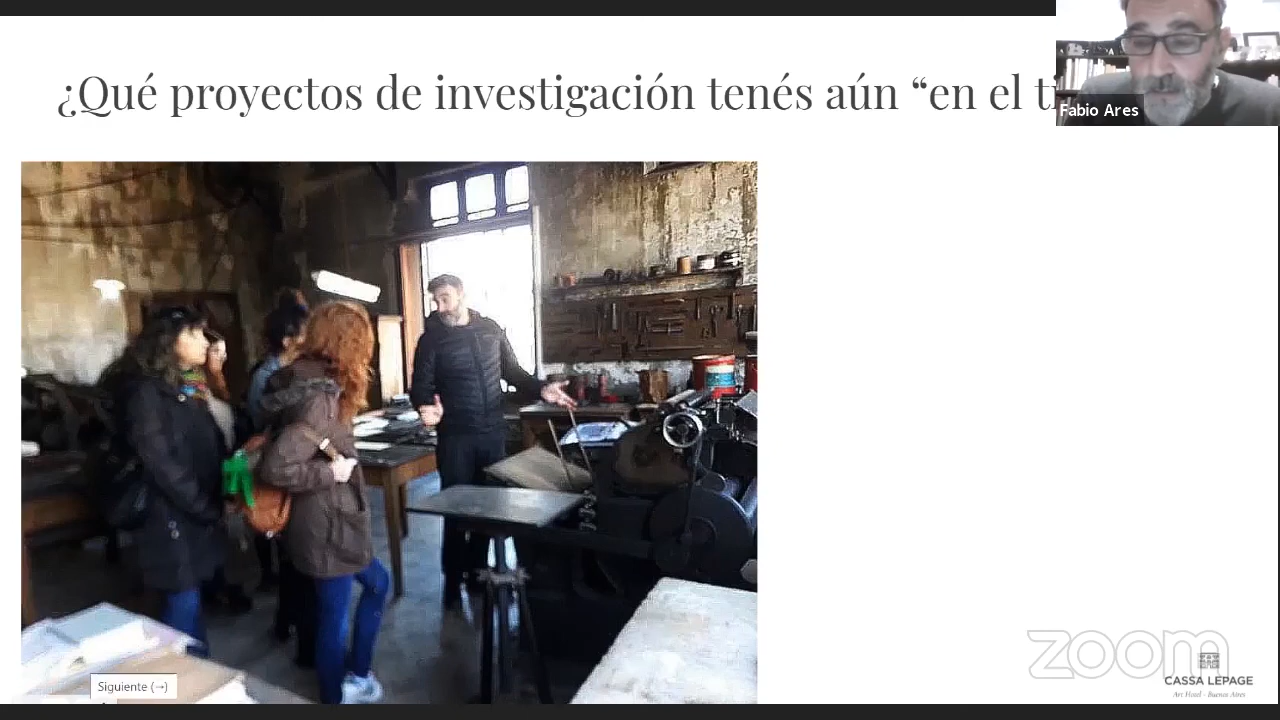 ¿Qué proyectos de investigación tenés aún “en el
Fabio Ares
Siguiente (→)
zoom
CASSA LEPAGE
Art Hotel - Buenos Aires